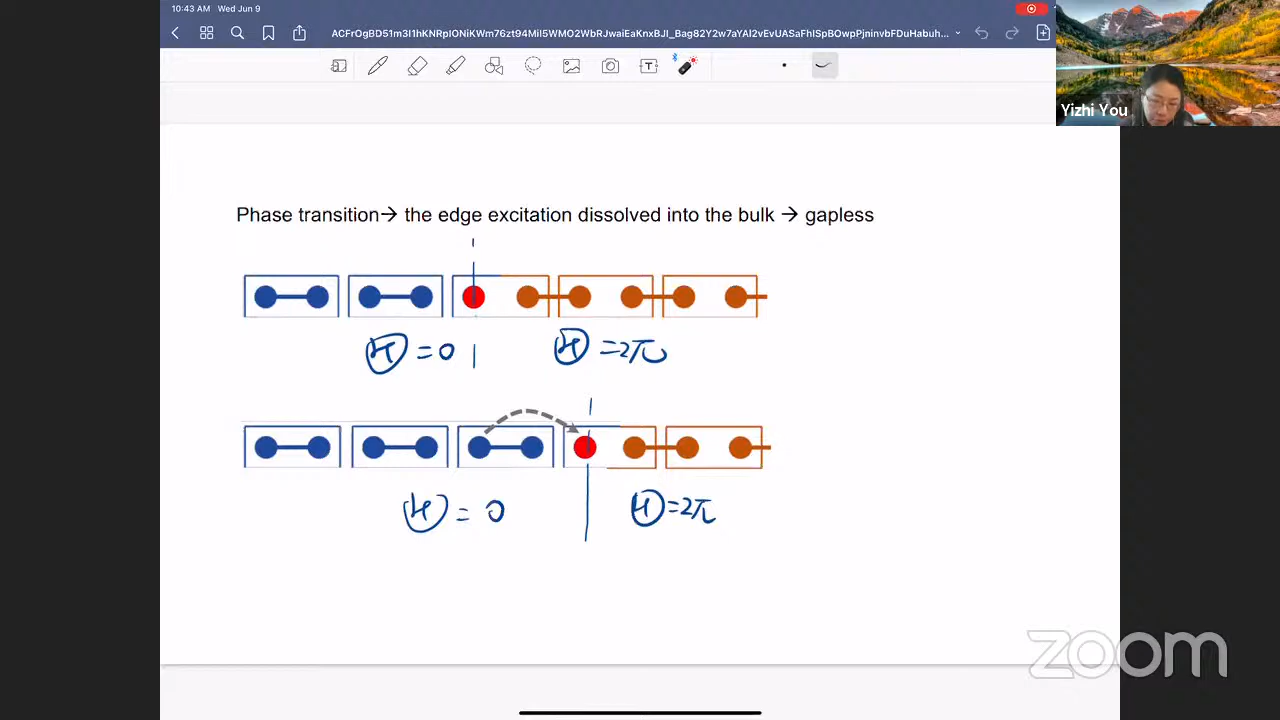 10:43 AM Wed Jun 9
ACFrOgBD51m3I1hKNRpIONiKWm76zt94Mil5WMO2WbRJwaiEaKnxBJl_Bag82Y2w7aYAl2vEvUASaFhISpBOwpPjninvbFDuHabuh...
T
Yizhi You
Phase transition→ the edge excitation dissolved into the bulk → gapless
Ⓗ = 0 Ⓗ = 2π
Ⓗ = 0 Ⓗ = 2π
zoom